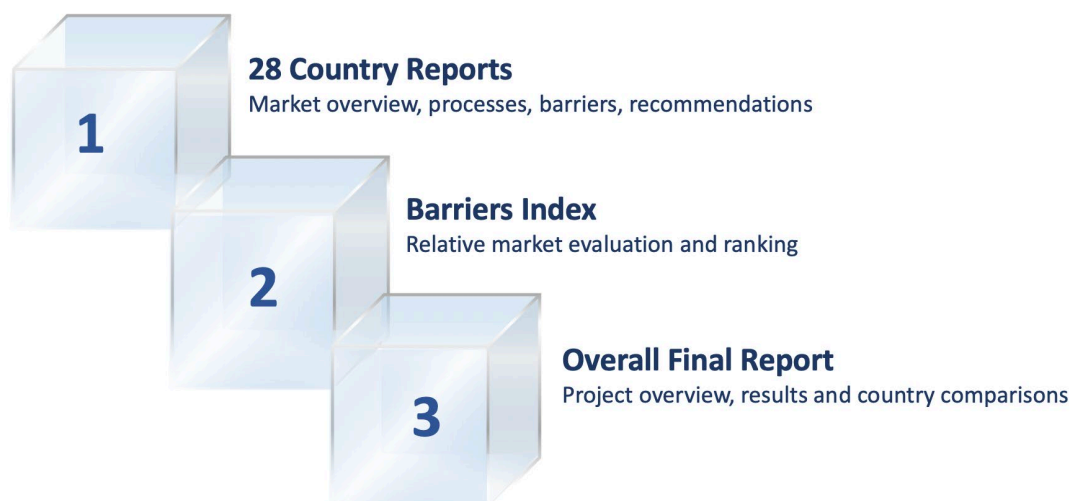 1
28 Country Reports
Market overview, processes, barriers, recommendations
2
Barriers Index
Relative market evaluation and ranking
3
Overall Final Report
Project overview, results and country comparisons